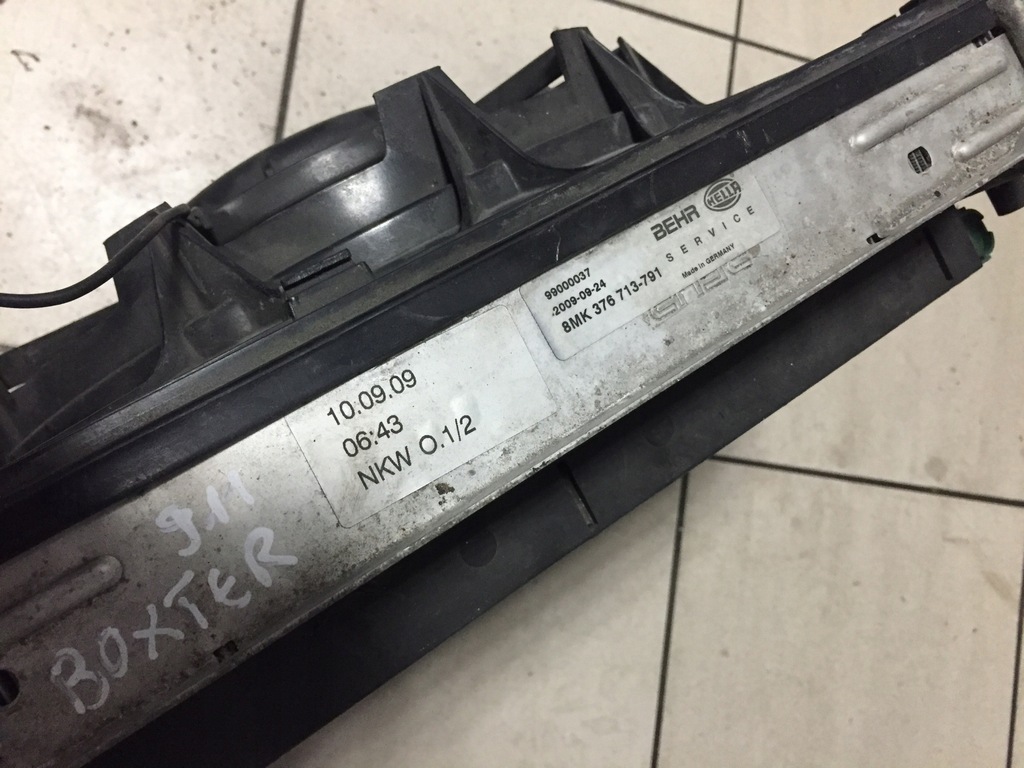 BEHR HELLA
SERVICE
Made in GERMANY
99000037
2009-09-24
8MK 376 713-791
10.09.09
06:43
NKW O.1/2
911
BOXTER